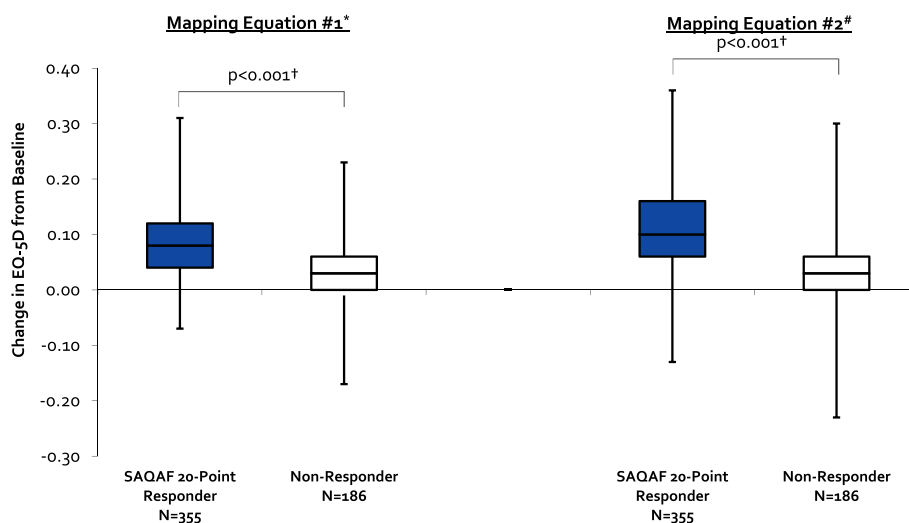 Mapping Equation #1*
Mapping Equation #2#
p<0.001†
p<0.001†
Change in EQ-5D from Baseline
0.40
0.30
0.20
0.10
0.00
-0.10
-0.20
-0.30
SAQAF 20-Point
Responder
N=355
Non-Responder
N=186
SAQAF 20-Point
Responder
N=355
Non-Responder
N=186